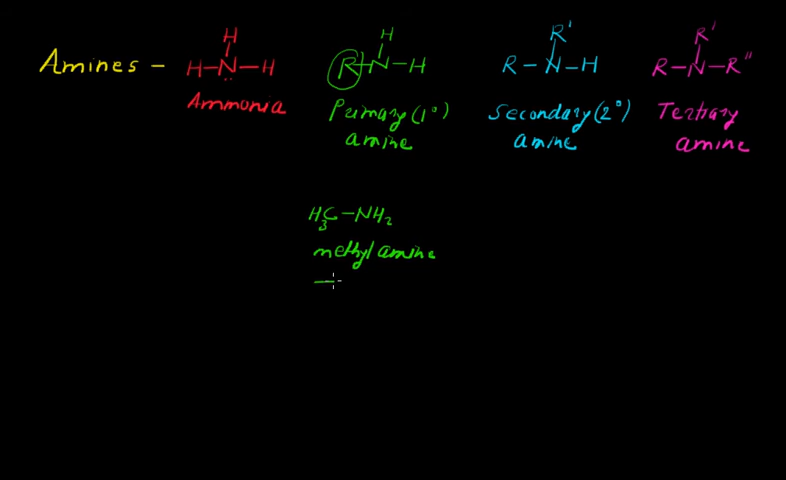 Amines -
H-N-H
H
Ammonia
R-N-H
H
Primary (1°)
amine
R-N-H
R'
Secondary (2°)
amine
R-N-R"
R'
Tertiary
amine
H₃C-NH₂
methylamine